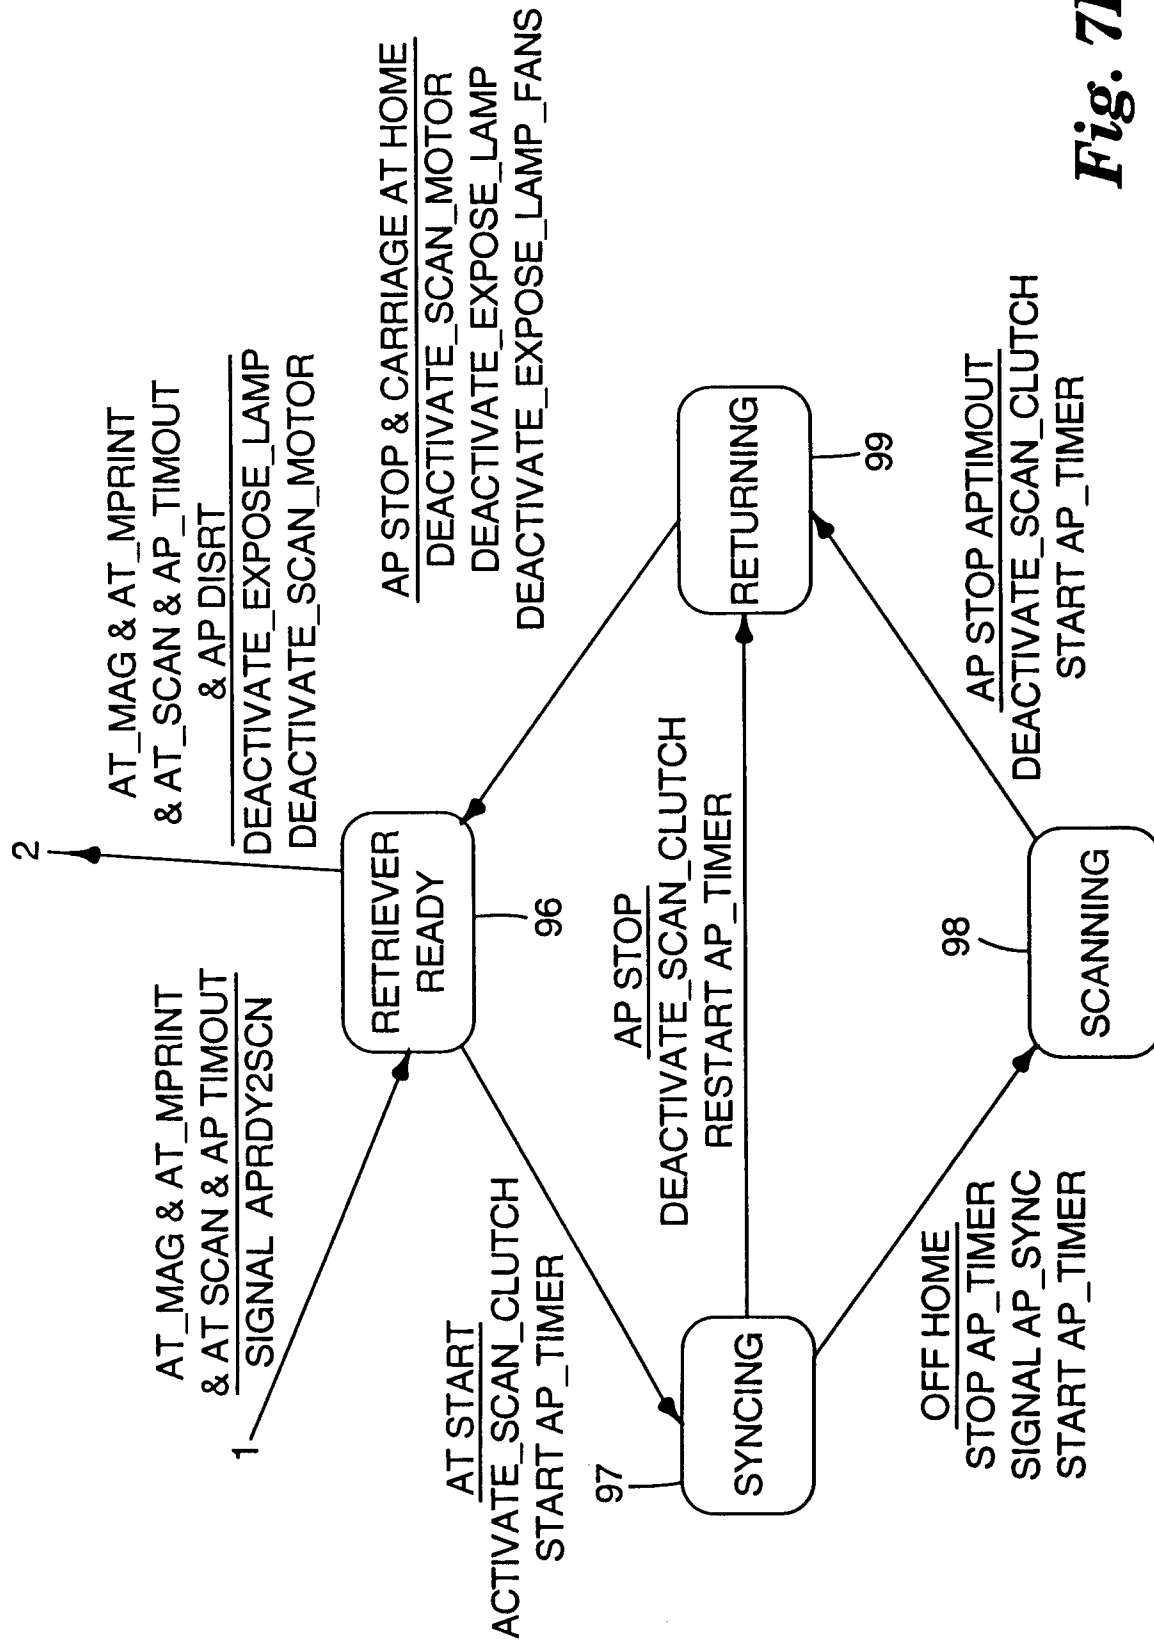 1
AT_MAG & AT_MPRINT
& AT SCAN & AP TIMOUT
SIGNAL APRDY2SCN
2
AT_MAG & AT_MPRINT
& AT_SCAN & AP_TIMOUT
& AP DISRT
DEACTIVATE_EXPOSE_LAMP
DEACTIVATE_SCAN_MOTOR
RETRIEVER
READY
96
AP STOP & CARRIAGE AT HOME
DEACTIVATE_SCAN_MOTOR
DEACTIVATE_EXPOSE_LAMP
DEACTIVATE_EXPOSE_LAMP_FANS
AT START
ACTIVATE_SCAN_CLUTCH
START AP_TIMER
97
SYNCING
AP STOP
DEACTIVATE_SCAN_CLUTCH
RESTART AP_TIMER
RETURNING
99
OFF HOME
STOP AP_TIMER
SIGNAL AP_SYNC
START AP_TIMER
98
SCANNING
AP STOP APTIMOUT
DEACTIVATE_SCAN_CLUTCH
START AP_TIMER
Fig.